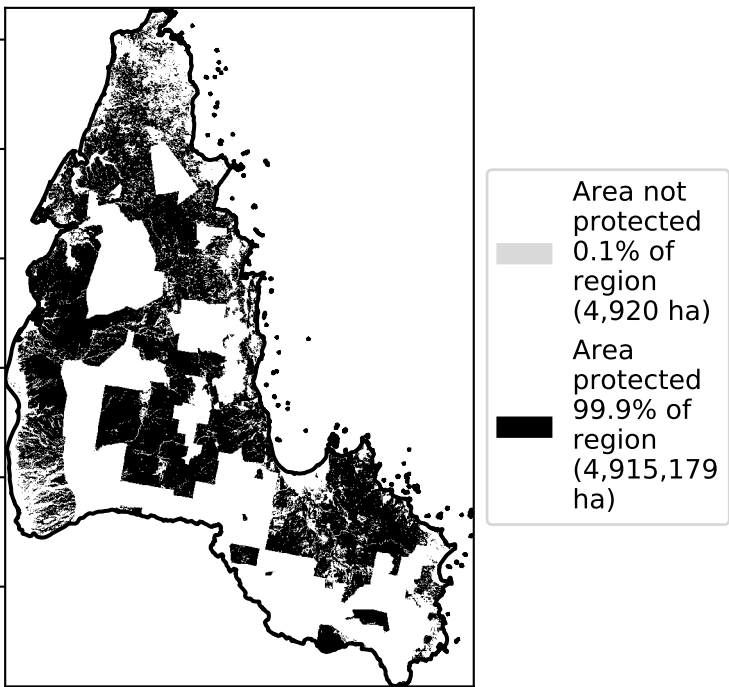 Area not
protected
0.1% of
region
(4,920 ha)
Area
protected
99.9% of
region
(4,915,179
ha)